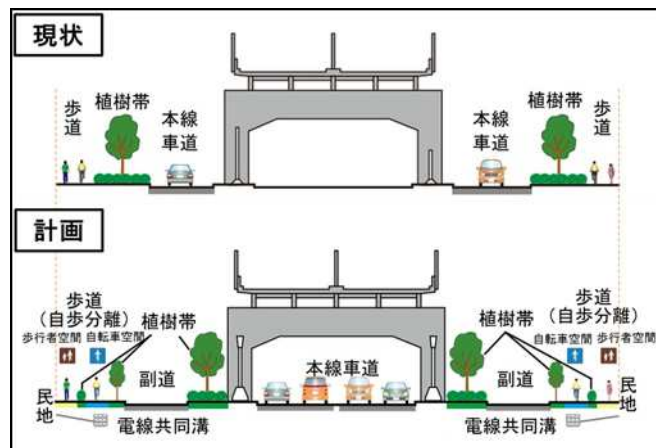 現状
歩道
植樹帯
本線
車道
本線
車道
植樹帯
歩道
計画
歩道
(自歩分離)
歩行者空間
自転車空間
植樹帯
副道
民地
電線共同溝
本線車道
植樹帯
副道
歩道
(自歩分離)
自転車空間
歩行者空間
民地
電線共同溝